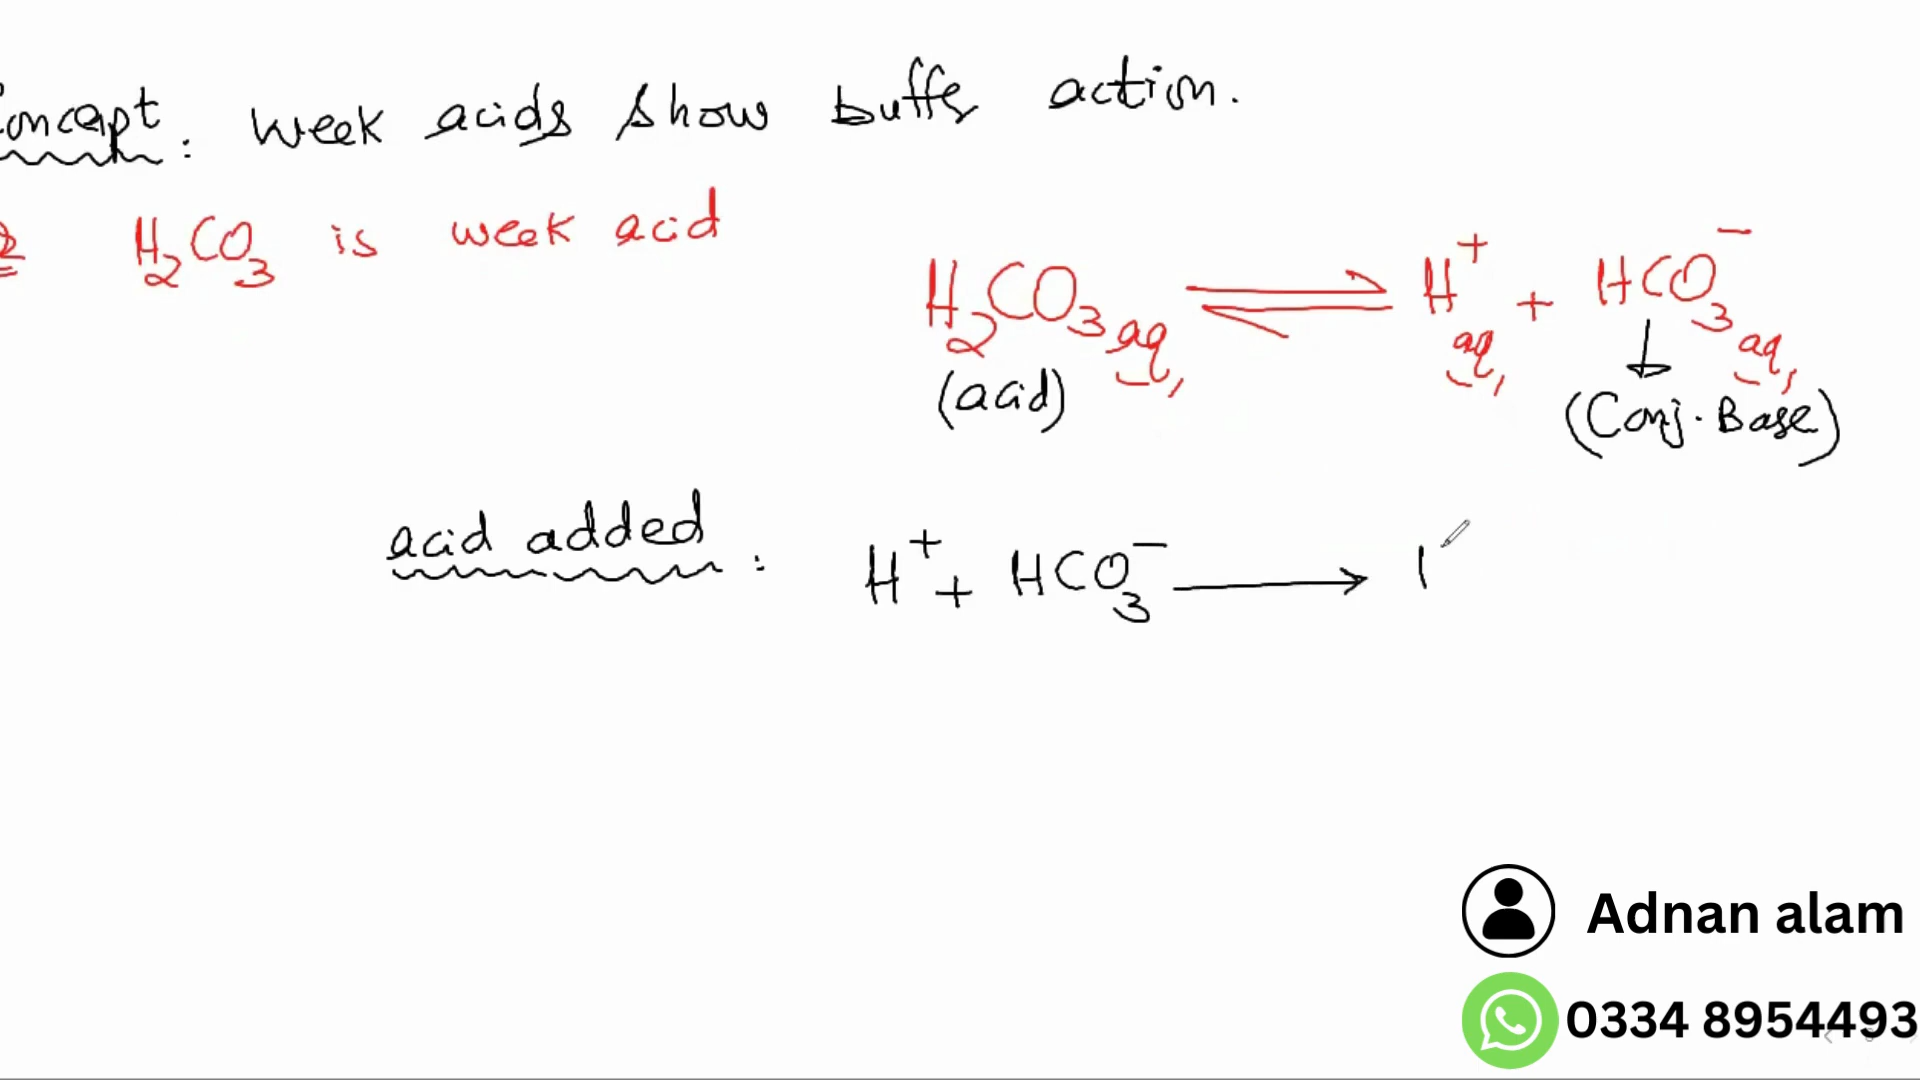 oncept : week acids show buffer action.
H₂CO₃ is week acid
H₂CO₃ aq, ⇌ H⁺ aq, + HCO₃⁻ aq,
(acid) (Conj. Base)
acid added : H⁺ + HCO₃⁻ → H
Adnan alam
0334 8954493